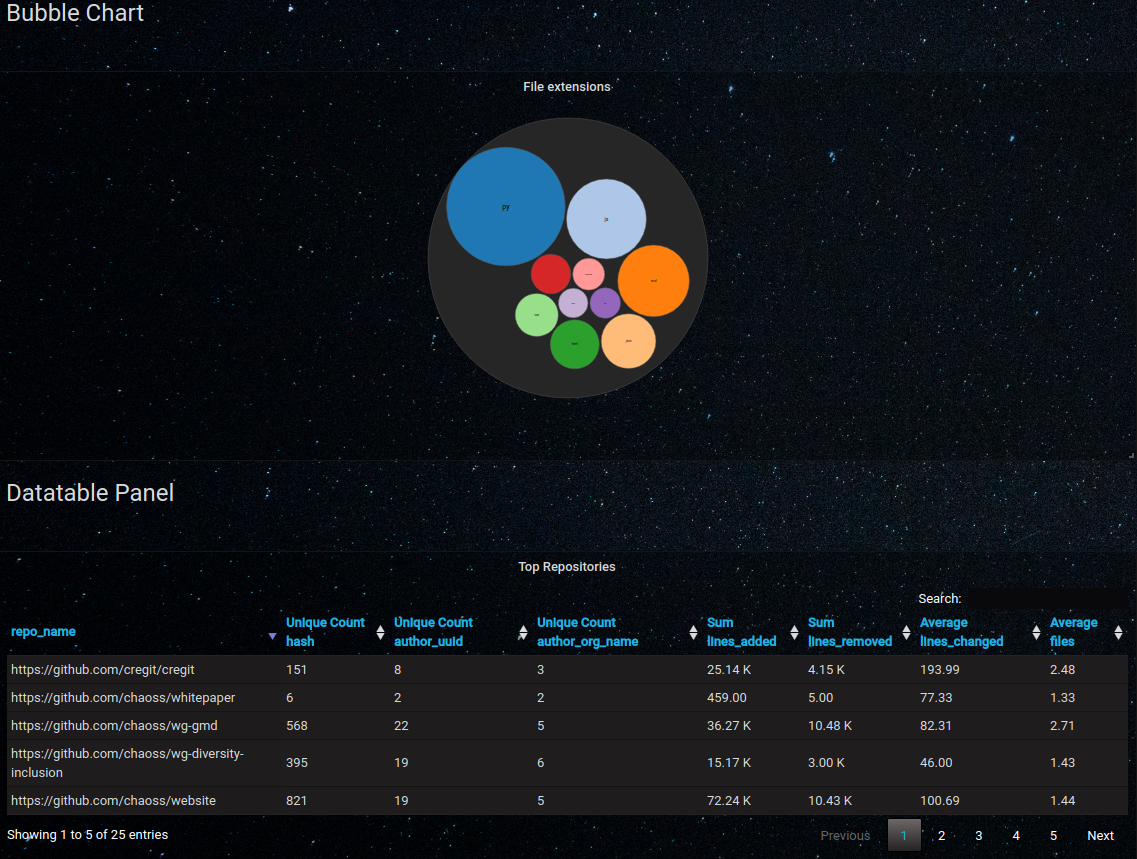 Bubble Chart
File extensions
py
js
Datatable Panel
Top Repositories
Search:
repo_name
Unique Count hash
Unique Count author_uuid
Unique Count author_org_name
Sum lines_added
Sum lines_removed
Average lines_changed
Average files
https://github.com/cregit/cregit 151 8 3 25.14 K 4.15 K 193.99 2.48
https://github.com/chaoss/whitepaper 6 2 2 459.00 5.00 77.33 1.33
https://github.com/chaoss/wg-gmd 568 22 5 36.27 K 10.48 K 82.31 2.71
https://github.com/chaoss/wg-diversity-
inclusion 395 19 6 15.17 K 3.00 K 46.00 1.43
https://github.com/chaoss/website 821 19 5 72.24 K 10.43 K 100.69 1.44
Showing 1 to 5 of 25 entries
Previous 1 2 3 4 5 Next